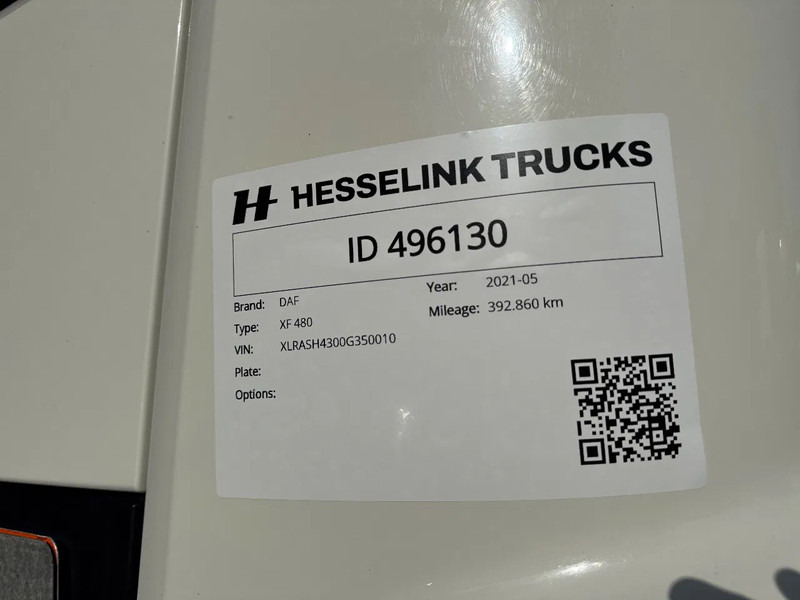 H HESSELINK TRUCKS
ID 496130
Brand: DAF
Year: 2021-05
Type: XF 480
Mileage: 392.860 km
VIN: XLRASH4300G350010
Plate:
Options: